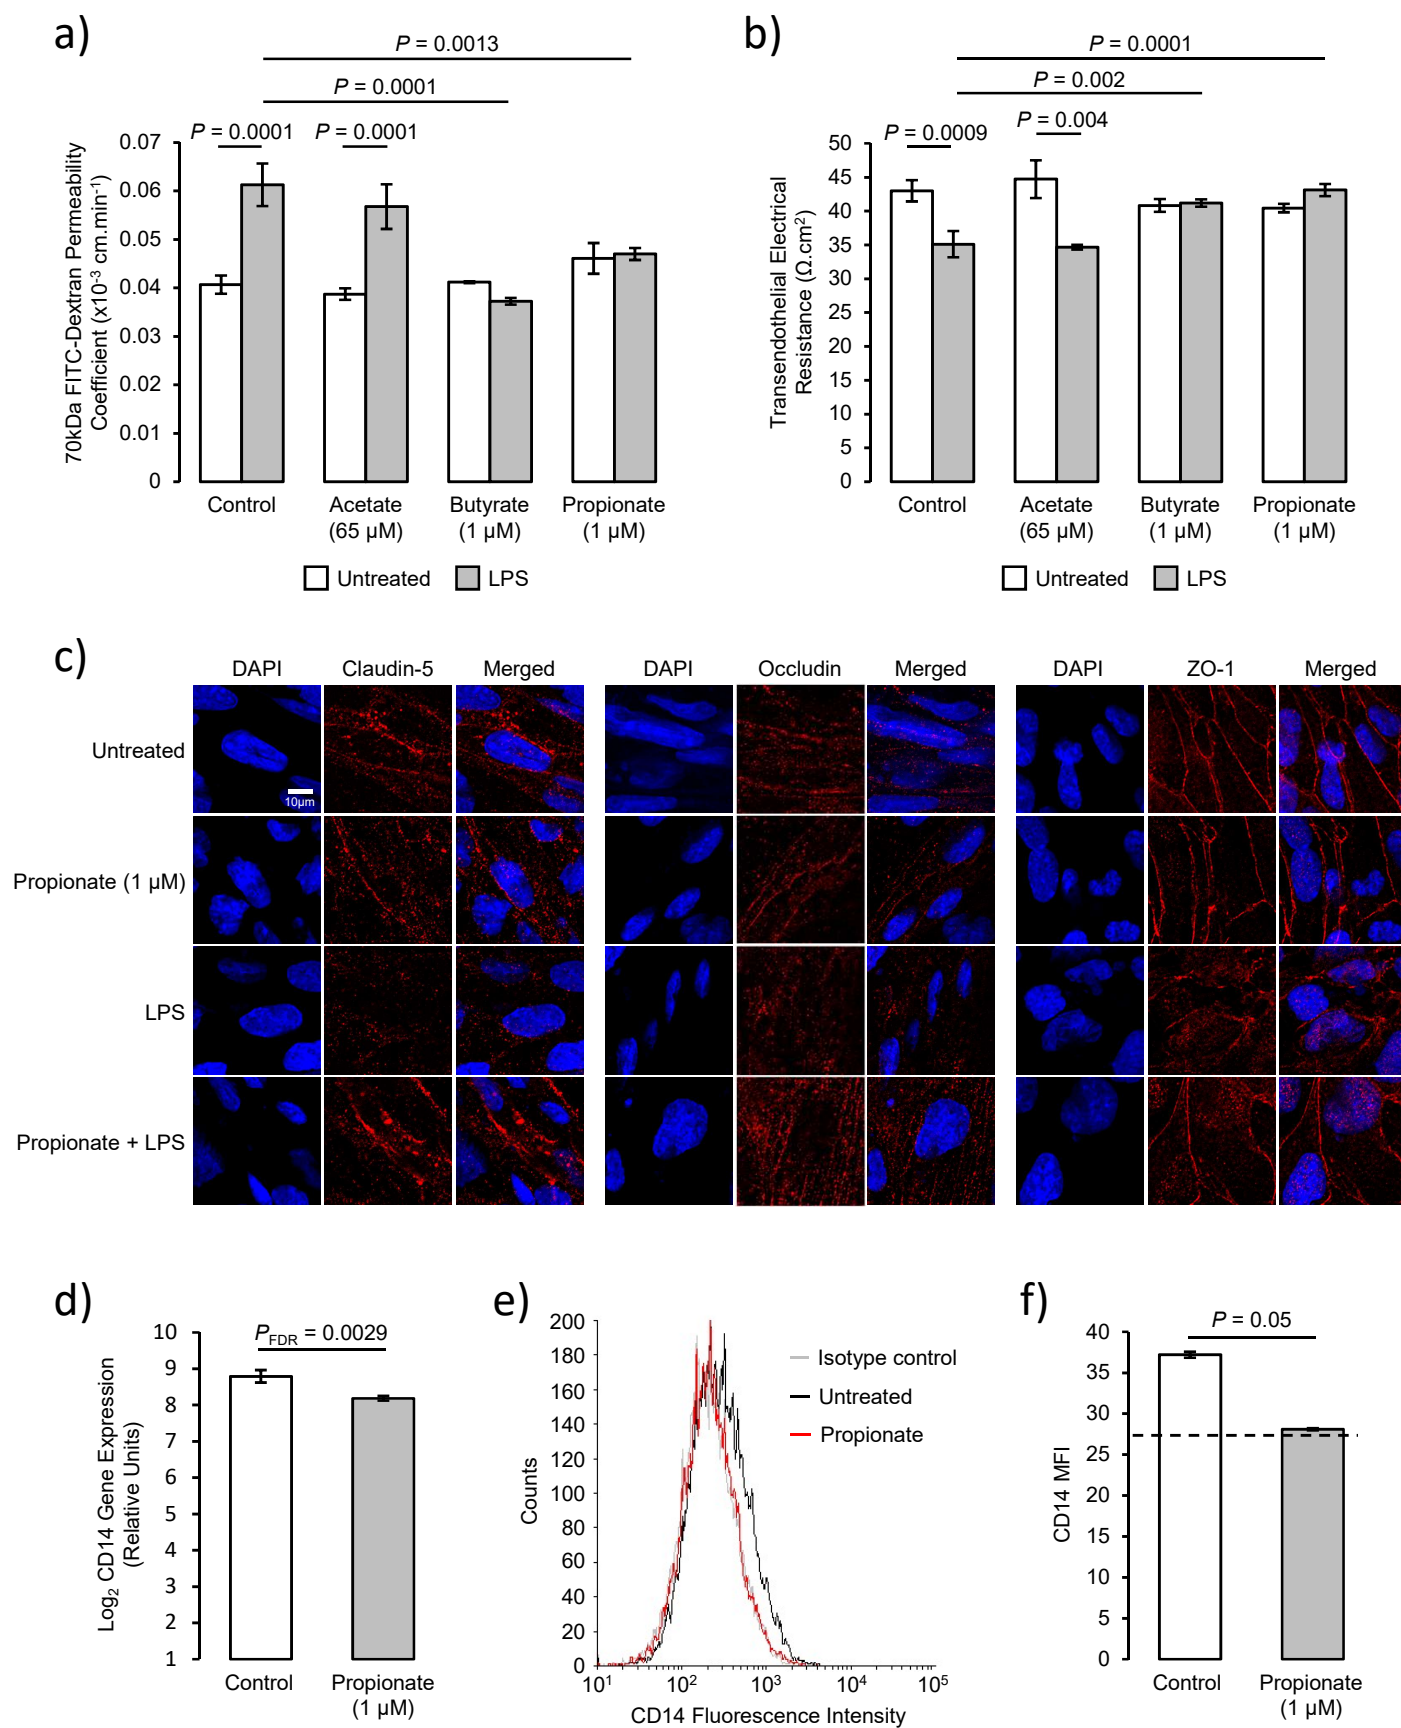 a)
P = 0.0013
P = 0.0001
P = 0.0001
P = 0.0001
70kDa FITC-Dextran Permeability
Coefficient (x10⁻³ cm.min⁻¹)
0.07
0.06
0.05
0.04
0.03
0.02
0.01
0
Control
Acetate
(65 µM)
Butyrate
(1 µM)
Propionate
(1 µM)
Untreated
LPS
b)
P = 0.0001
P = 0.002
P = 0.0009
P = 0.004
Transendothelial Electrical
Resistance (Ω.cm²)
50
45
40
35
30
25
20
15
10
5
0
Control
Acetate
(65 µM)
Butyrate
(1 µM)
Propionate
(1 µM)
Untreated
LPS
c)
DAPI Claudin-5 Merged DAPI Occludin Merged DAPI ZO-1 Merged
Untreated
10µm
Propionate (1 µM)
LPS
Propionate + LPS
d)
P_FDR = 0.0029
Log₂ CD14 Gene Expression
(Relative Units)
10
9
8
7
6
5
4
3
2
1
Control
Propionate
(1 µM)
e)
Counts
200
180
160
140
120
100
80
60
40
20
0
10¹ 10² 10³ 10⁴ 10⁵
CD14 Fluorescence Intensity
Isotype control
Untreated
Propionate
f)
P = 0.05
CD14 MFI
40
35
30
25
20
15
10
5
0
Control
Propionate
(1 µM)